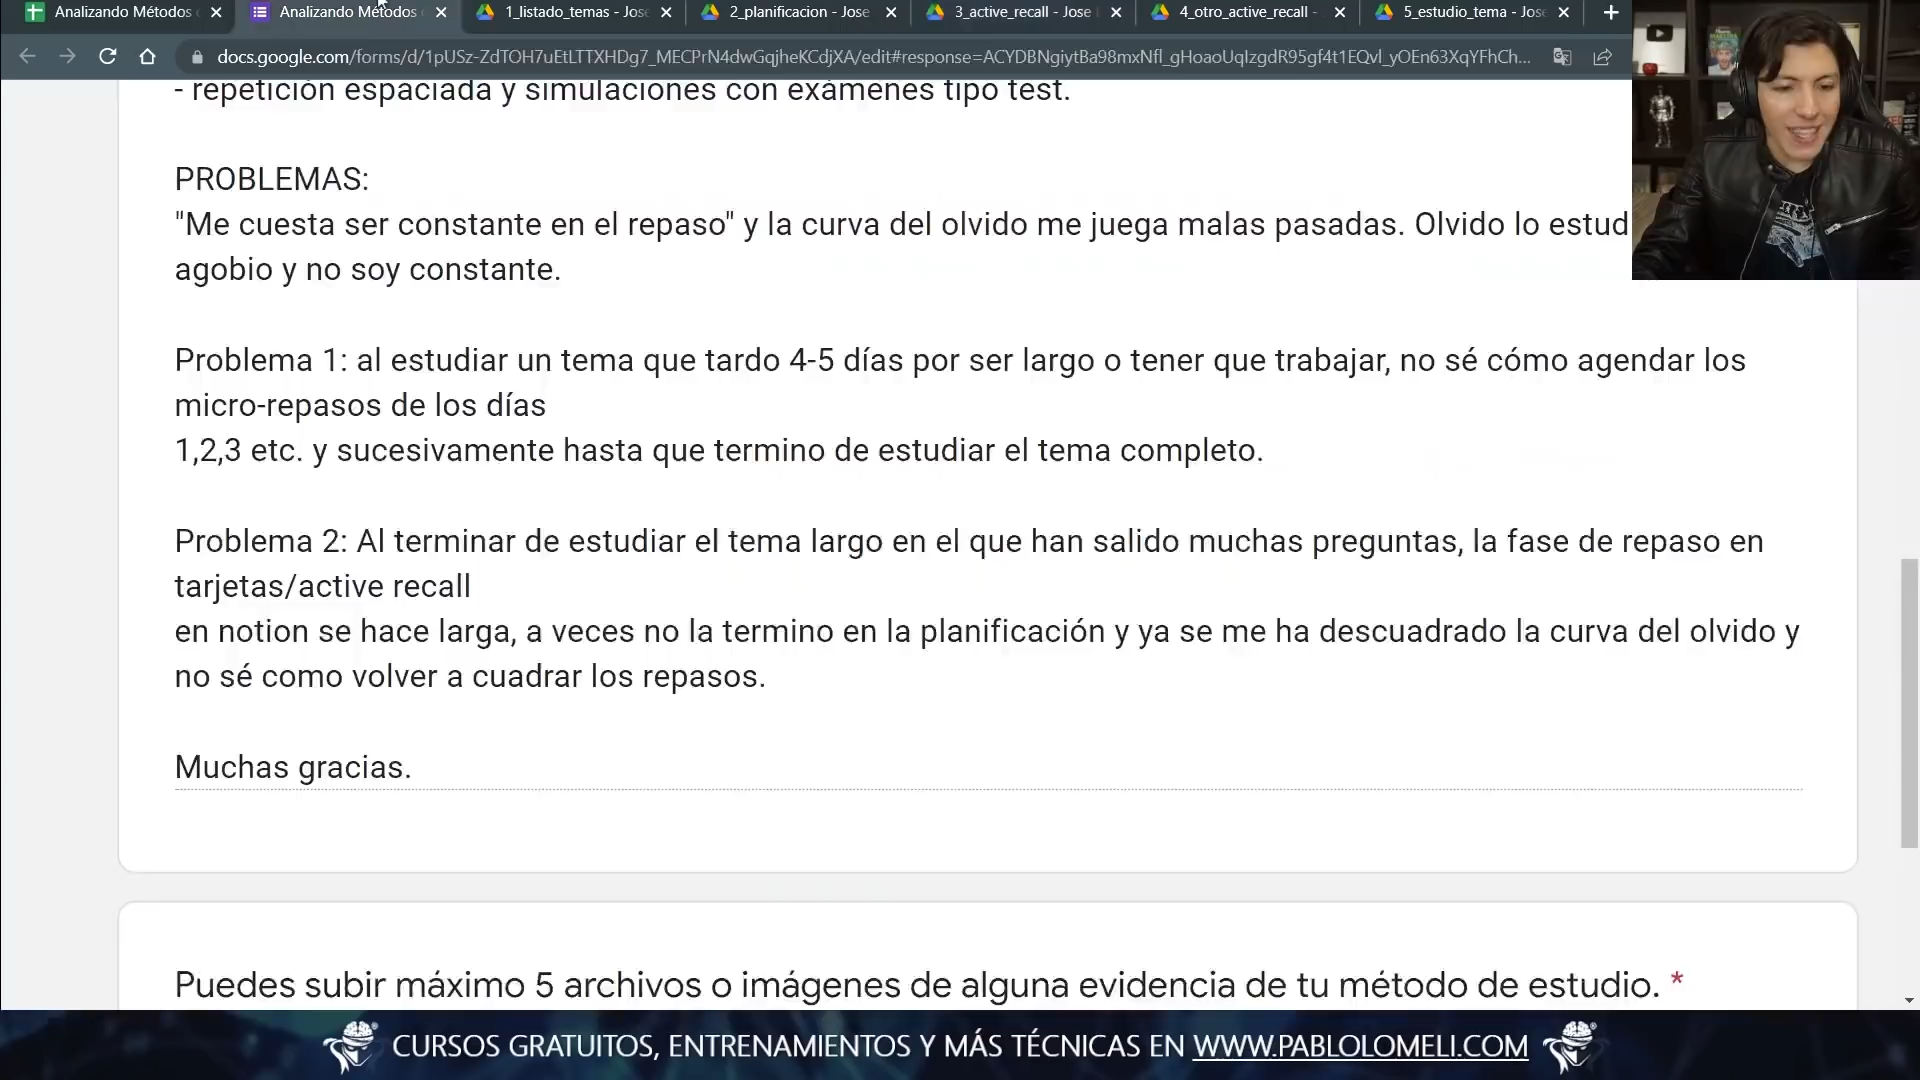 Analizando Métodos
Analizando Métodos
1_listado_temas - Jose
2_planificacion - Jose
3_active_recall - Jose
4_otro_active_recall -
5_estudio_tema - Jose
docs.google.com/forms/d/1pUSz-ZdTOH7uEtLTTXHDg7_MECPrN4dwGqjheKCdjXA/edit#response=ACYDBNgiytBa98mxNfl_gHoaoUqIzgdR95gf4t1EQvl_yOEn63XqYFhCh...
- repetición espaciada y simulaciones con exámenes tipo test.
PROBLEMAS:
"Me cuesta ser constante en el repaso" y la curva del olvido me juega malas pasadas. Olvido lo estud
agobio y no soy constante.
Problema 1: al estudiar un tema que tardo 4-5 días por ser largo o tener que trabajar, no sé cómo agendar los
micro-repasos de los días
1,2,3 etc. y sucesivamente hasta que termino de estudiar el tema completo.
Problema 2: Al terminar de estudiar el tema largo en el que han salido muchas preguntas, la fase de repaso en
tarjetas/active recall
en notion se hace larga, a veces no la termino en la planificación y ya se me ha descuadrado la curva del olvido y
no sé como volver a cuadrar los repasos.
Muchas gracias.
Puedes subir máximo 5 archivos o imágenes de alguna evidencia de tu método de estudio. *
CURSOS GRATUITOS, ENTRENAMIENTOS Y MÁS TÉCNICAS EN WWW.PABLOLOMELI.COM